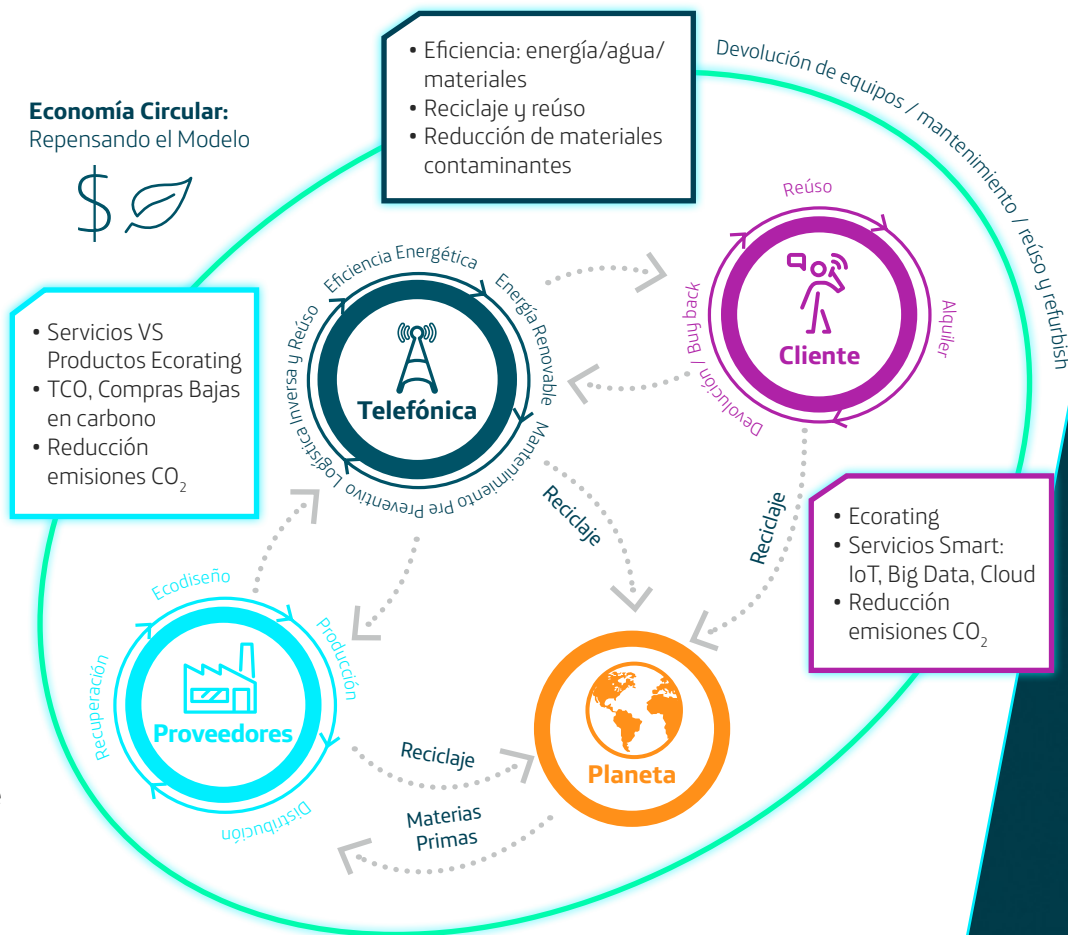 Economía Circular:
Repensando el Modelo
• Eficiencia: energía/agua/
materiales
• Reciclaje y reúso
• Reducción de materiales
contaminantes
Devolución de equipos / mantenimiento / reúso y refurbish
• Servicios VS
Productos Ecorating
• TCO, Compras Bajas
en carbono
• Reducción
emisiones CO₂
Eficiencia Energética
Energía Renovable
Mantenimiento Pre Preventivo
Logística Inversa y Reúso
Telefónica
Reúso
Alquiler
Devolución / Buy back
Cliente
• Ecorating
• Servicios Smart:
IoT, Big Data, Cloud
• Reducción
emisiones CO₂
Reciclaje
Reciclaje
Ecodiseño
Producción
Distribución
Recuperación
Proveedores
Reciclaje
Materias
Primas
Planeta